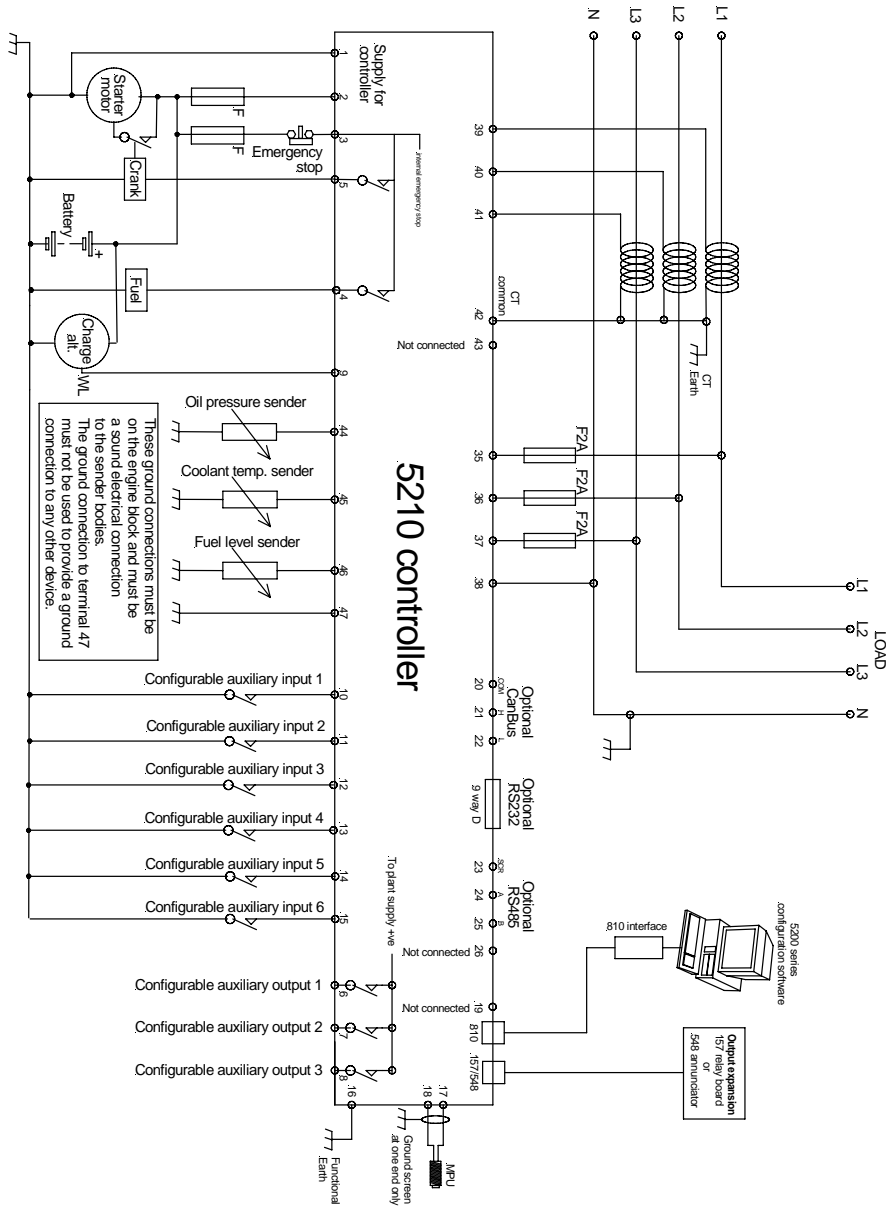 N
L3
L2
L1
39
40
41
CT
common
42
43
Not connected
CT
Earth
F2A
35
F2A
36
F2A
37
38
L1
L2
L3
N
LOAD
COM
20
H
21
L
22
Optional
CanBus
Optional
RS232
9 way D
SCR
23
A
24
B
25
Optional
RS485
26
Not connected
19
Not connected
810
157/548
810 interface
5200 series
configuration software
Output expansion
157 relay board
or
548 annunciator
5210 controller
Supply for
controller
1
2
3
5
4
9
F
F
Emergency
stop
internal emergency stop
Starter
motor
Crank
Battery
+
Fuel
Charge
alt.
WL
Oil pressure sender
44
Coolant temp. sender
45
Fuel level sender
46
47
These ground connections must be
on the engine block and must be
a sound electrical connection
to the sender bodies.
The ground connection to terminal 47
must not be used to provide a ground
connection to any other device.
Configurable auxiliary input 1
10
Configurable auxiliary input 2
11
Configurable auxiliary input 3
12
Configurable auxiliary input 4
13
Configurable auxiliary input 5
14
Configurable auxiliary input 6
15
To plant supply +ve
Configurable auxiliary output 1
6
Configurable auxiliary output 2
7
Configurable auxiliary output 3
8
16
Functional
Earth
18
17
Ground screen
at one end only
MPU